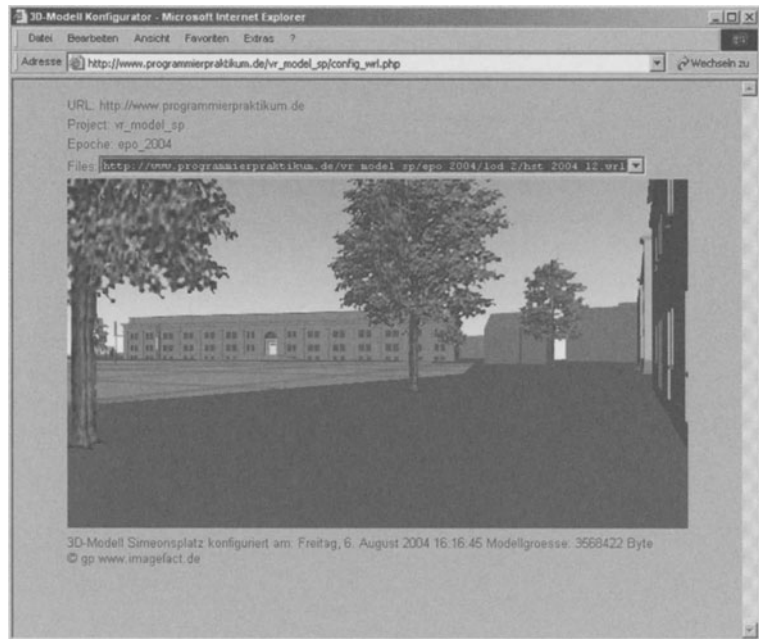 3D-Modell Konfigurator - Microsoft Internet Explorer
Datei Bearbeiten Ansicht Favoriten Extras ?
Adresse http://www.programmierpraktikum.de/vr_model_sp/config_wrl.php Wechseln zu
URL: http://www.programmierpraktikum.de
Project: vr_model_sp
Epoche: epo_2004
Files: http://www.programmierpraktikum.de/vr_model_sp/epo_2004/lod_2/hst_2004_12.wrl
3D-Modell Simeonsplatz konfiguriert am: Freitag, 6. August 2004 16:16:45 Modellgroesse: 3568422 Byte
© gp www.imagefact.de